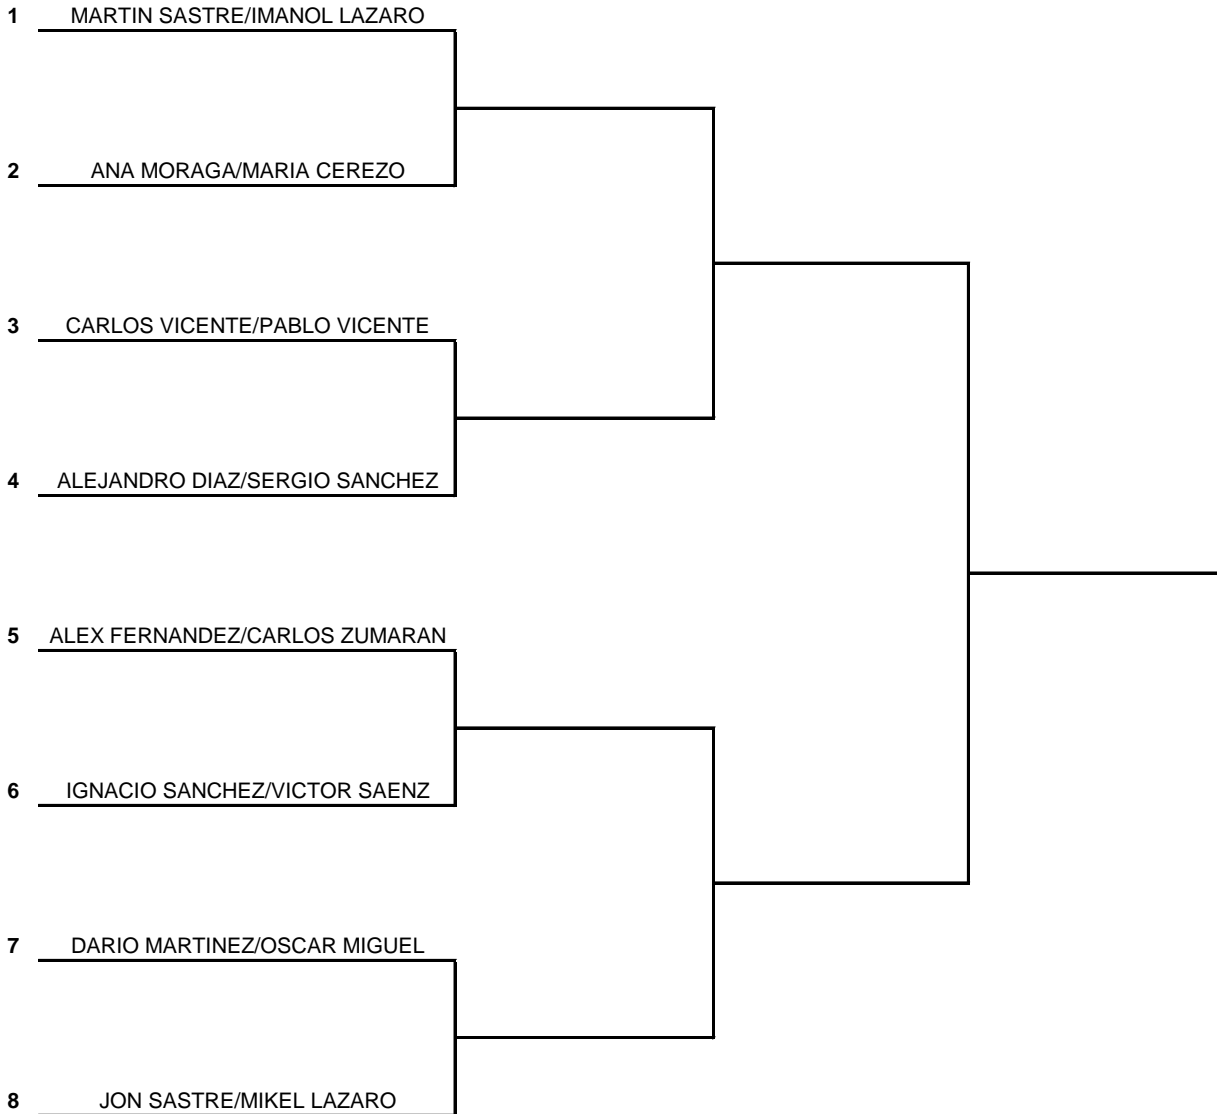 1 MARTIN SASTRE/IMANOL LAZARO
2 ANA MORAGA/MARIA CEREZO
3 CARLOS VICENTE/PABLO VICENTE
4 ALEJANDRO DIAZ/SERGIO SANCHEZ
5 ALEX FERNANDEZ/CARLOS ZUMARAN
6 IGNACIO SANCHEZ/VICTOR SAENZ
7 DARIO MARTINEZ/OSCAR MIGUEL
8 JON SASTRE/MIKEL LAZARO